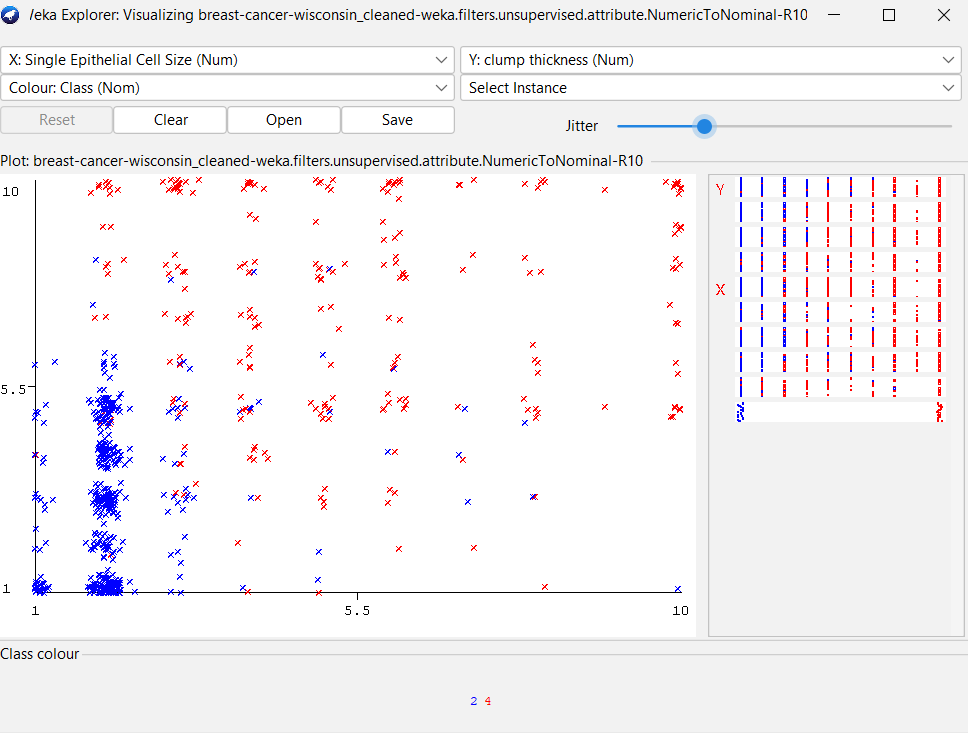 /eka Explorer: Visualizing breast-cancer-wisconsin_cleaned-weka.filters.unsupervised.attribute.NumericToNominal-R10
X: Single Epithelial Cell Size (Num) Y: clump thickness (Num)
Colour: Class (Nom) Select Instance
Reset Clear Open Save Jitter
Plot: breast-cancer-wisconsin_cleaned-weka.filters.unsupervised.attribute.NumericToNominal-R10
10
5.5
1
1 5.5 10
Y
X
Class colour
2 4